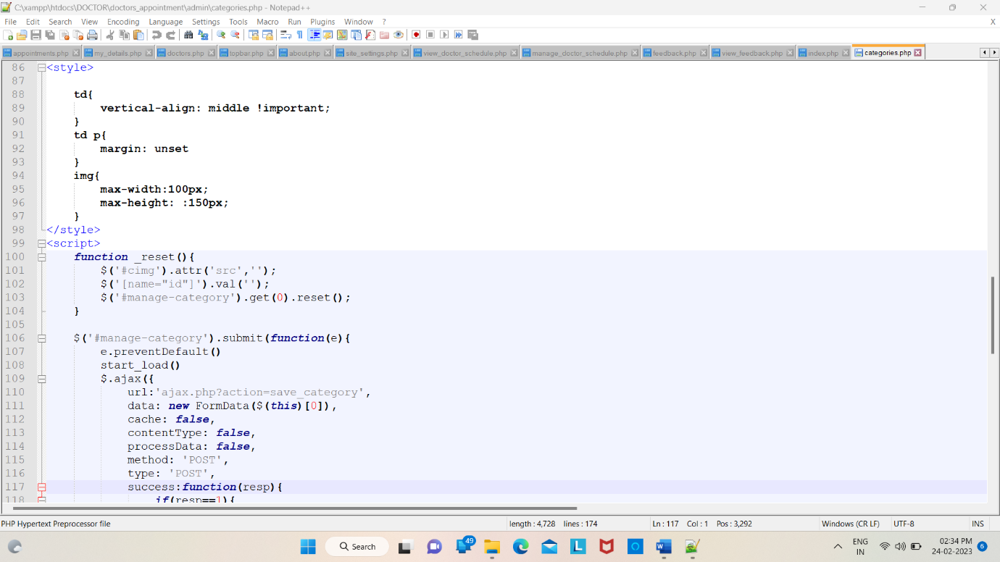 C:\xampp\htdocs\DOCTOR\doctors_appointment\admin\categories.php - Notepad++
File Edit Search View Encoding Language Settings Tools Macro Run Plugins Window ? X
appointments.php my_details.php doctors.php topbar.php about.php site_settings.php view_doctor_schedule.php manage_doctor_schedule.php feedback.php view_feedback.php index.php categories.php
86 <style>
87
88 td{
89 vertical-align: middle !important;
90 }
91 td p{
92 margin: unset
93 }
94 img{
95 max-width:100px;
96 max-height: :150px;
97 }
98 </style>
99 <script>
100 function _reset(){
101 $('#cimg').attr('src','');
102 $('[name="id"]').val('');
103 $('#manage-category').get(0).reset();
104 }
105
106 $('#manage-category').submit(function(e){
107 e.preventDefault()
108 start_load()
109 $.ajax({
110 url:'ajax.php?action=save_category',
111 data: new FormData($(this)[0]),
112 cache: false,
113 contentType: false,
114 processData: false,
115 method: 'POST',
116 type: 'POST',
117 success:function(resp){
118 if(resp==1){
PHP Hypertext Preprocessor file length : 4,728 lines : 174 Ln : 117 Col : 1 Pos : 3,292 Windows (CR LF) UTF-8 INS
Search 49 L W ENG IN 02:34 PM 24-02-2023 6